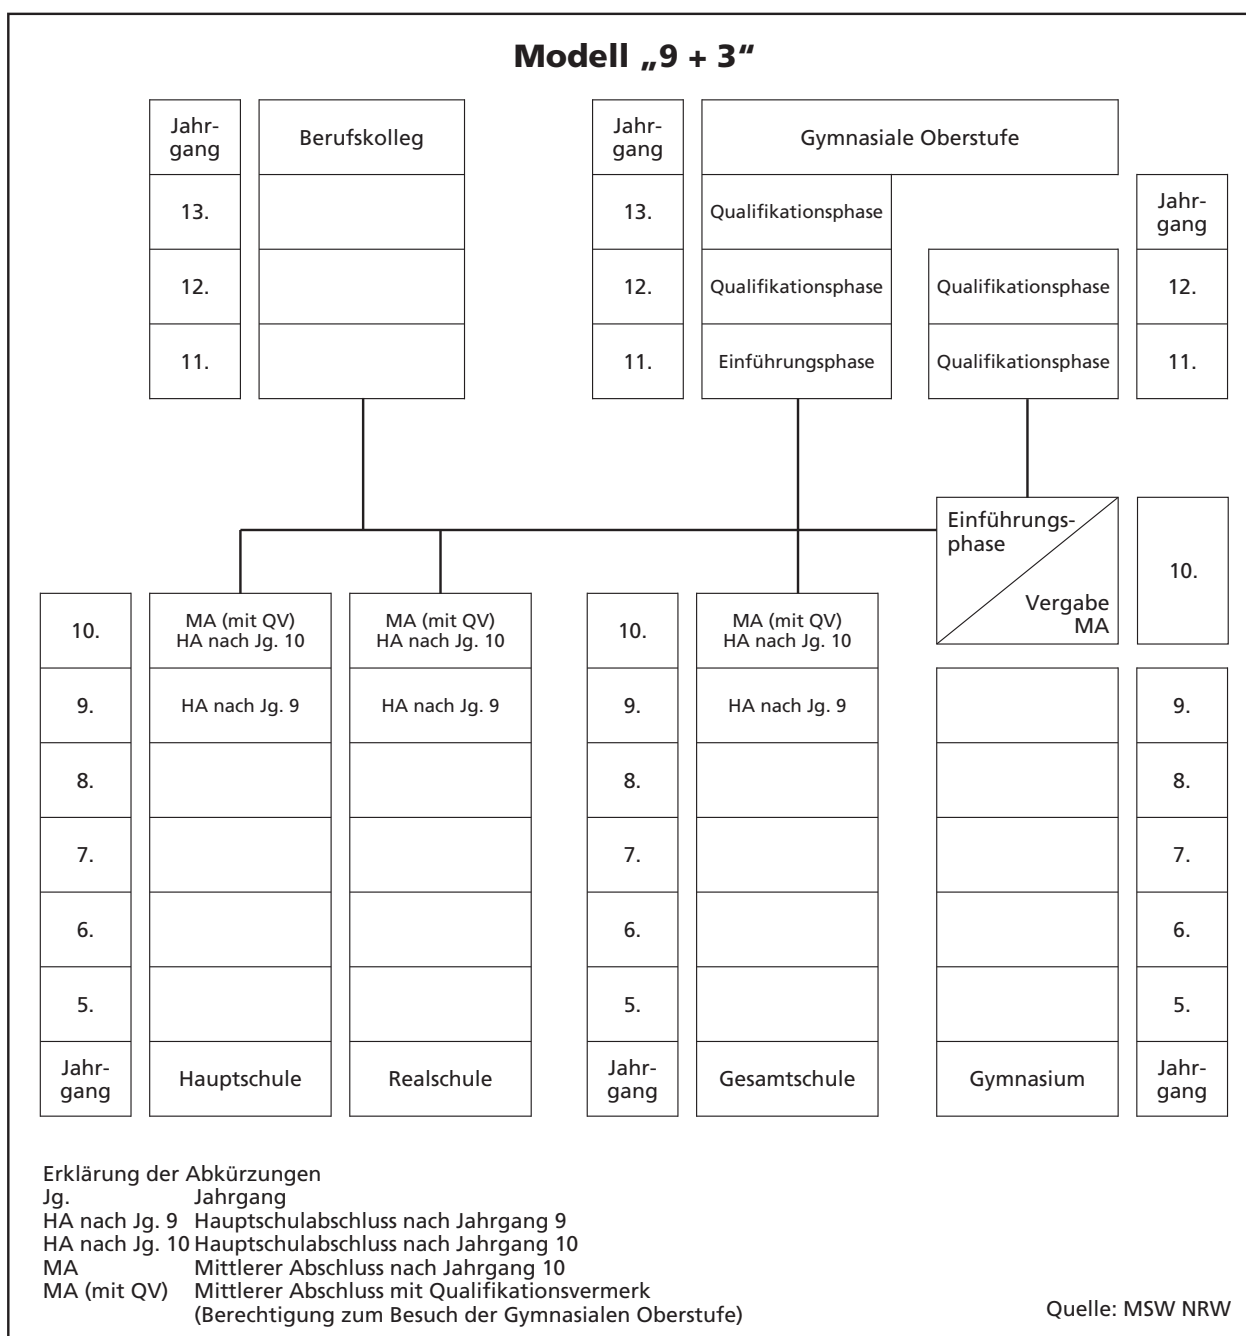 Modell „9 + 3“
Jahr-
gang
Berufskolleg
Jahr-
gang
Gymnasiale Oberstufe
13.
13.
Qualifikationsphase
Jahr-
gang
12.
12.
Qualifikationsphase
Qualifikationsphase
12.
11.
11.
Einführungsphase
Qualifikationsphase
11.
Einführungs-
phase
Vergabe
MA
10.
10.
MA (mit QV)
HA nach Jg. 10
MA (mit QV)
HA nach Jg. 10
10.
MA (mit QV)
HA nach Jg. 10
9.
HA nach Jg. 9
HA nach Jg. 9
9.
HA nach Jg. 9
9.
8.
8.
8.
7.
7.
7.
6.
6.
6.
5.
5.
5.
Jahr-
gang
Hauptschule
Realschule
Jahr-
gang
Gesamtschule
Gymnasium
Jahr-
gang
Erklärung der Abkürzungen
Jg. Jahrgang
HA nach Jg. 9 Hauptschulabschluss nach Jahrgang 9
HA nach Jg. 10 Hauptschulabschluss nach Jahrgang 10
MA Mittlerer Abschluss nach Jahrgang 10
MA (mit QV) Mittlerer Abschluss mit Qualifikationsvermerk
(Berechtigung zum Besuch der Gymnasialen Oberstufe)
Quelle: MSW NRW